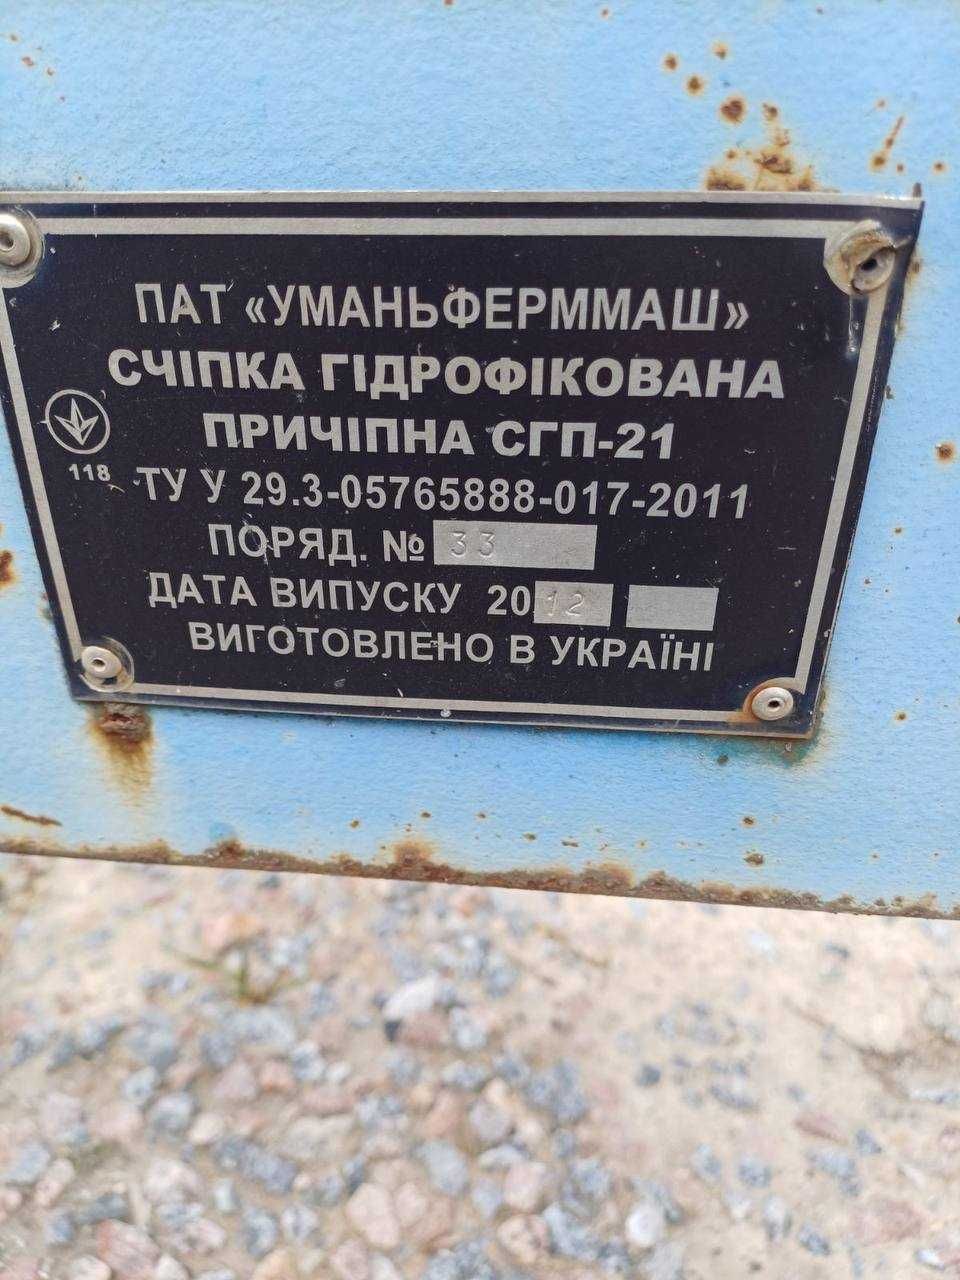 ПАТ «УМАНЬФЕРММАШ»
СЧІПКА ГІДРОФІКОВАНА
ПРИЧІПНА СГП-21
118
ТУ У 29.3-05765888-017-2011
ПОРЯД. № 33
ДАТА ВИПУСКУ 2012
ВИГОТОВЛЕНО В УКРАЇНІ